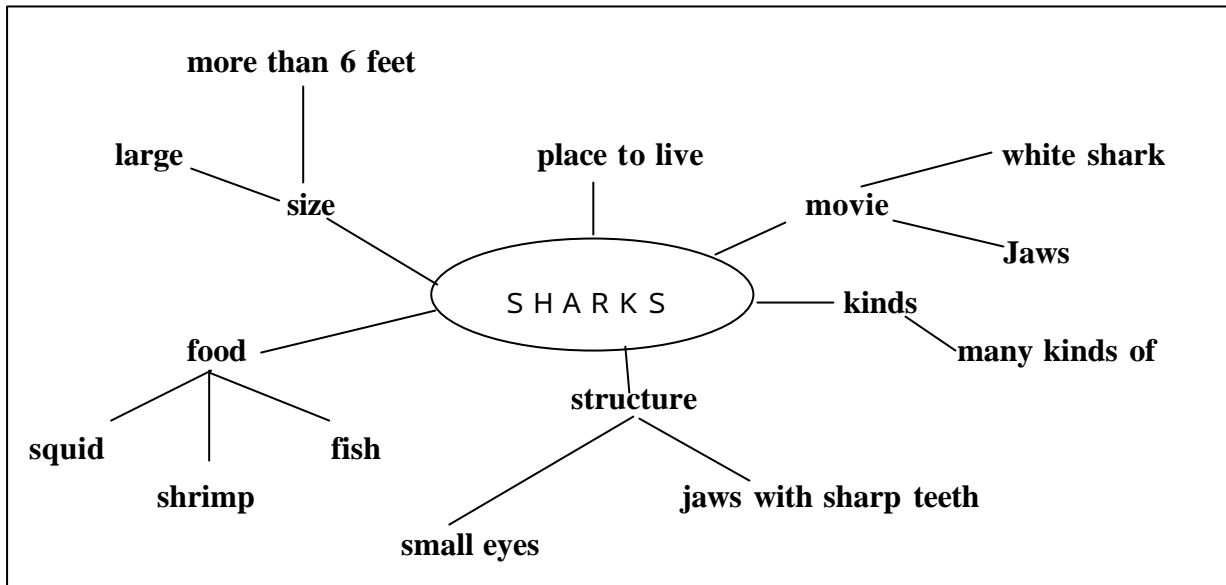 more than 6 feet
large
place to live
white shark
size
movie
Jaws
SHARKS
kinds
food
many kinds of
structure
squid
fish
shrimp
jaws with sharp teeth
small eyes